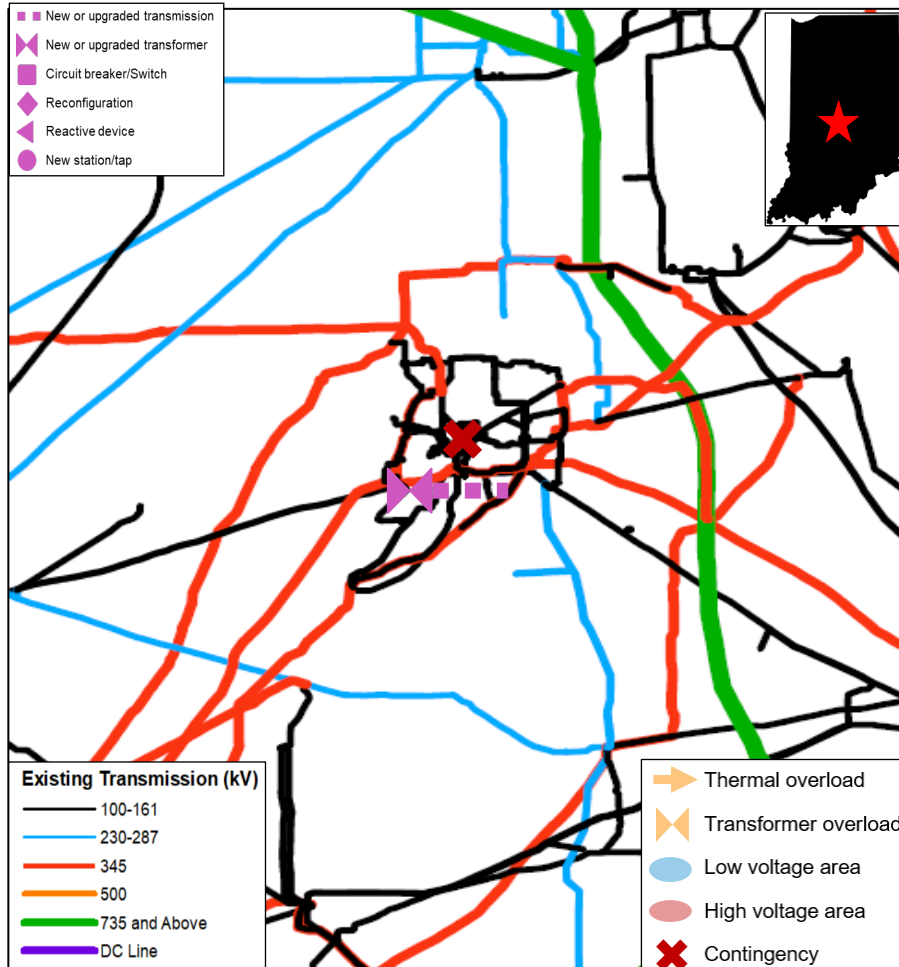 New or upgraded transmission
New or upgraded transformer
Circuit breaker/Switch
Reconfiguration
Reactive device
New station/tap
Existing Transmission (kV)
100-161
230-287
345
500
735 and Above
DC Line
Thermal overload
Transformer overload
Low voltage area
High voltage area
Contingency